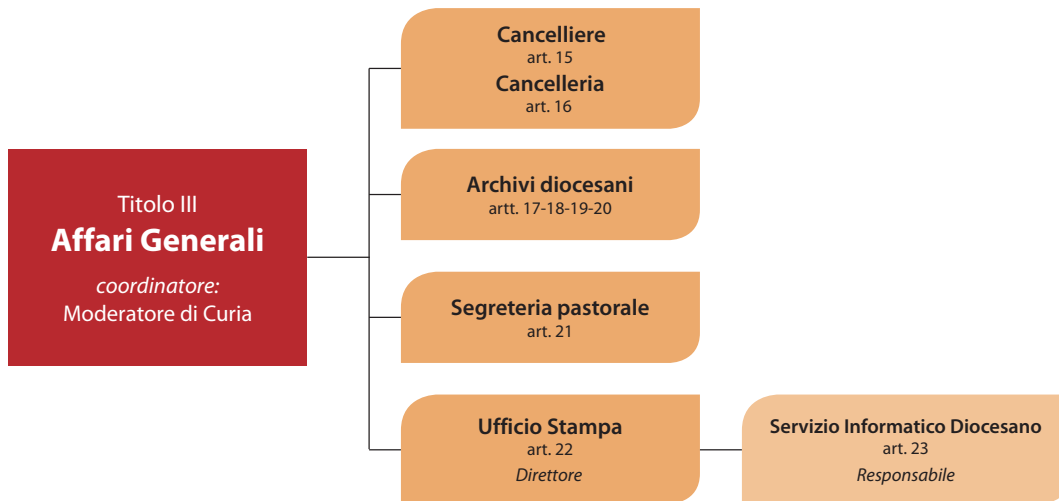 Titolo III
Affari Generali
coordinatore:
Moderatore di Curia
Cancelliere
art. 15
Cancelleria
art. 16
Archivi diocesani
artt. 17-18-19-20
Segreteria pastorale
art. 21
Ufficio Stampa
art. 22
Direttore
Servizio Informatico Diocesano
art. 23
Responsabile